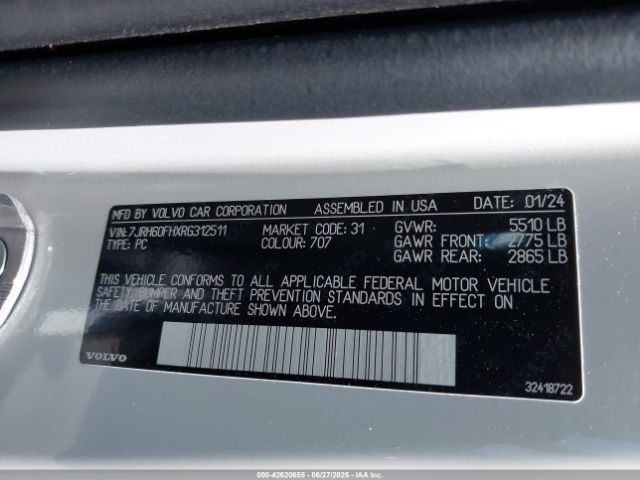 MFD BY VOLVO CAR CORPORATION ASSEMBLED IN USA DATE: 01/24
VIN: 7JRH60FHXRG312511 MARKET CODE: 31 GVWR: 5510 LB
TYPE: PC COLOUR: 707 GAWR FRONT: 2775 LB
GAWR REAR: 2865 LB
THIS VEHICLE CONFORMS TO ALL APPLICABLE FEDERAL MOTOR VEHICLE
SAFETY, BUMPER AND THEFT PREVENTION STANDARDS IN EFFECT ON
THE DATE OF MANUFACTURE SHOWN ABOVE.
VOLVO
32418722
000-42620655 - 06/27/2025 - COPYRIGHT IAA, LLC